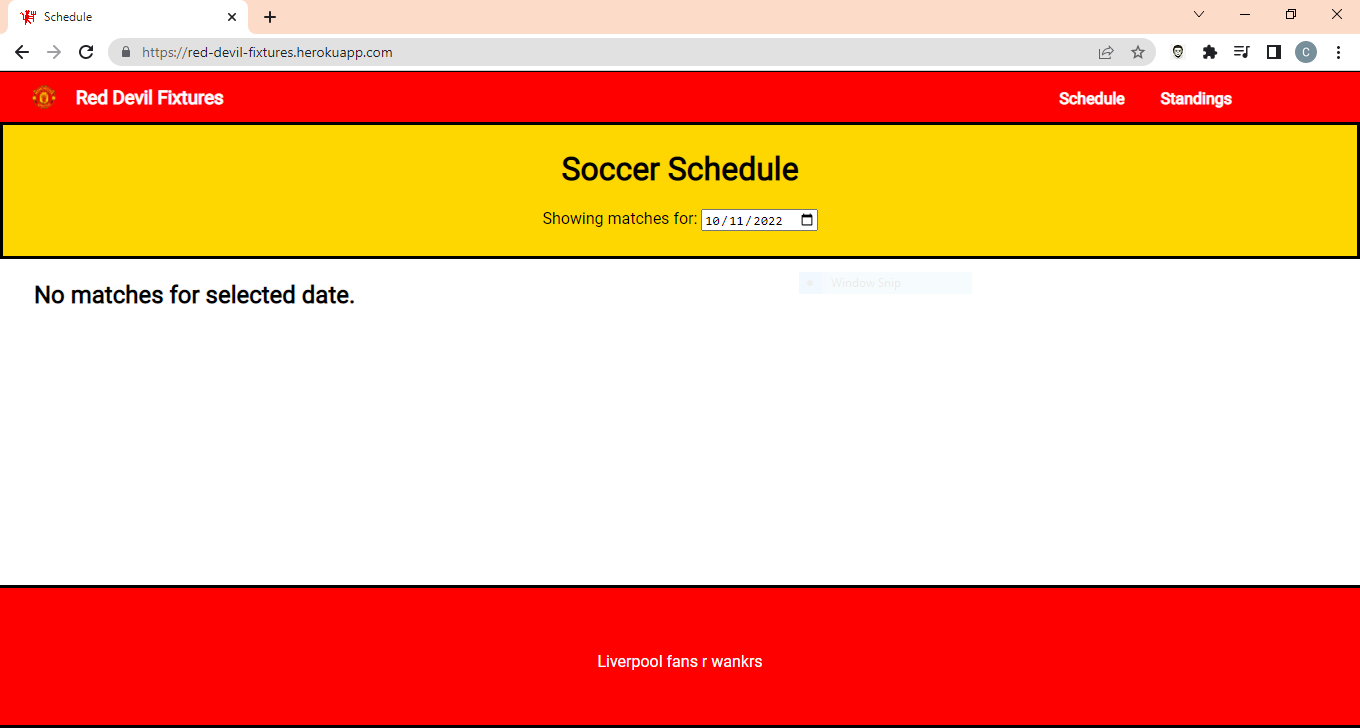 Schedule
https://red-devil-fixtures.herokuapp.com
C
Red Devil Fixtures
Schedule
Standings
Soccer Schedule
Showing matches for: 10/11/2022
Window Snip
No matches for selected date.
Liverpool fans r wankrs